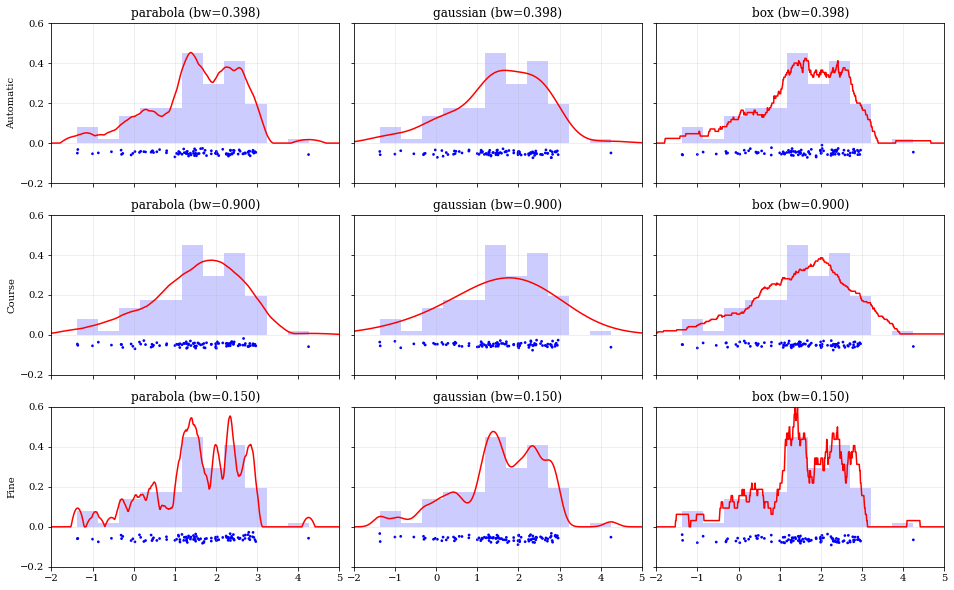 parabola (bw=0.398) gaussian (bw=0.398) box (bw=0.398)
Automatic
0.6
0.4
0.2
0.0
−0.2
parabola (bw=0.900) gaussian (bw=0.900) box (bw=0.900)
Course
0.6
0.4
0.2
0.0
−0.2
parabola (bw=0.150) gaussian (bw=0.150) box (bw=0.150)
Fine
0.6
0.4
0.2
0.0
−0.2
−2 −1 0 1 2 3 4 5 −2 −1 0 1 2 3 4 5 −2 −1 0 1 2 3 4 5